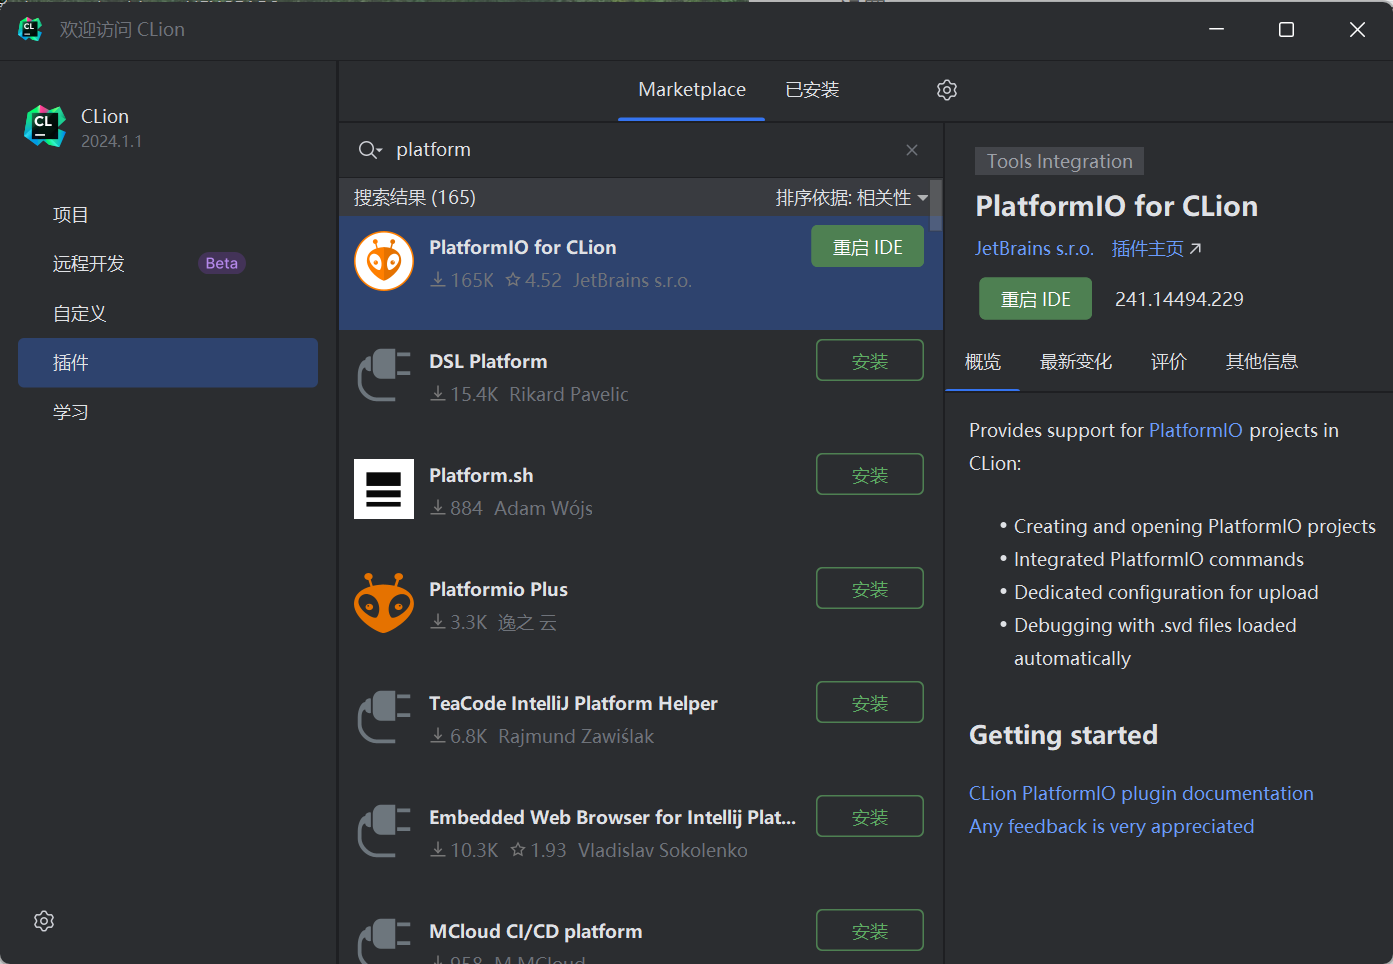 欢迎访问 CLion
CLion
2024.1.1
项目
远程开发 Beta
自定义
插件
学习
Marketplace 已安装
platform
搜索结果 (165) 排序依据: 相关性
PlatformIO for CLion 重启 IDE
165K 4.52 JetBrains s.r.o.
DSL Platform 安装
15.4K Rikard Pavelic
Platform.sh 安装
884 Adam Wójs
Platformio Plus 安装
3.3K 逸之 云
TeaCode IntelliJ Platform Helper 安装
6.8K Rajmund Zawiślak
Embedded Web Browser for Intellij Plat... 安装
10.3K 1.93 Vladislav Sokolenko
MCloud CI/CD platform 安装
958 M MCloud
Tools Integration
PlatformIO for CLion
JetBrains s.r.o. 插件主页
重启 IDE 241.14494.229
概览 最新变化 评价 其他信息
Provides support for PlatformIO projects in
CLion:
• Creating and opening PlatformIO projects
• Integrated PlatformIO commands
• Dedicated configuration for upload
• Debugging with .svd files loaded
automatically
Getting started
CLion PlatformIO plugin documentation
Any feedback is very appreciated